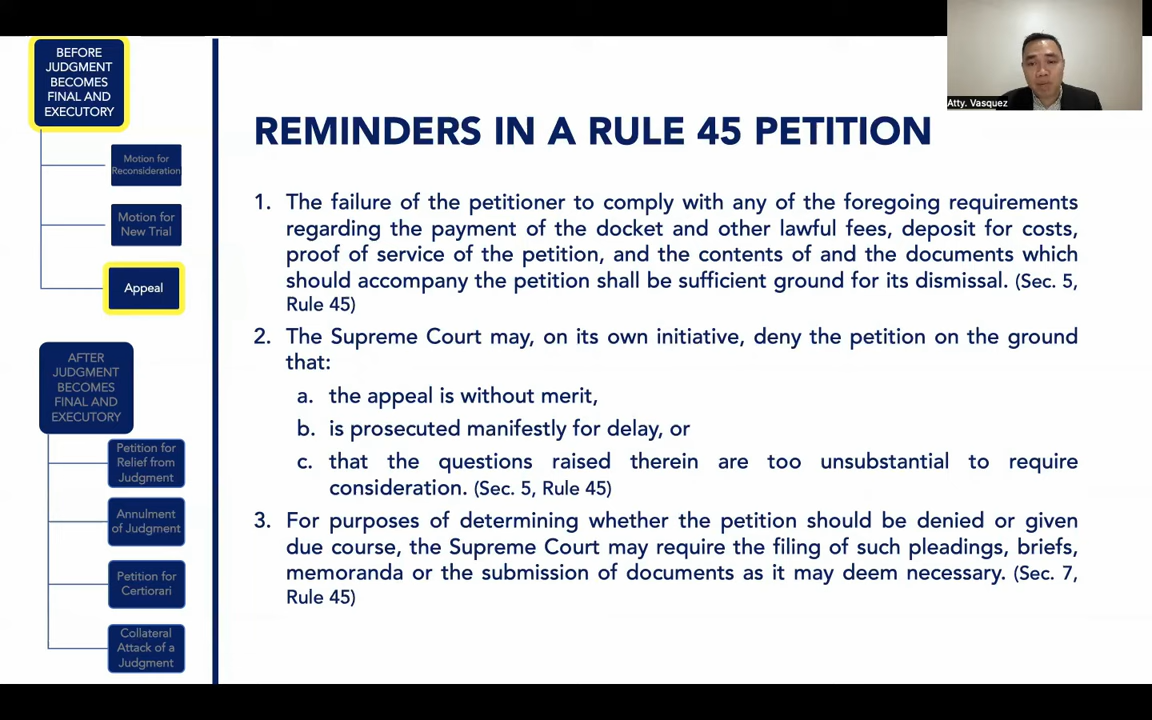 BEFORE
JUDGMENT
BECOMES
FINAL AND
EXECUTORY
Motion for
Reconsideration
Motion for
New Trial
Appeal
AFTER
JUDGMENT
BECOMES
FINAL AND
EXECUTORY
Petition for
Relief from
Judgment
Annulment
of Judgment
Petition for
Certiorari
Collateral
Attack of a
Judgment
Atty. Vasquez
REMINDERS IN A RULE 45 PETITION
1. The failure of the petitioner to comply with any of the foregoing requirements
regarding the payment of the docket and other lawful fees, deposit for costs,
proof of service of the petition, and the contents of and the documents which
should accompany the petition shall be sufficient ground for its dismissal. (Sec. 5,
Rule 45)
2. The Supreme Court may, on its own initiative, deny the petition on the ground
that:
a. the appeal is without merit,
b. is prosecuted manifestly for delay, or
c. that the questions raised therein are too unsubstantial to require
consideration. (Sec. 5, Rule 45)
3. For purposes of determining whether the petition should be denied or given
due course, the Supreme Court may require the filing of such pleadings, briefs,
memoranda or the submission of documents as it may deem necessary. (Sec. 7,
Rule 45)